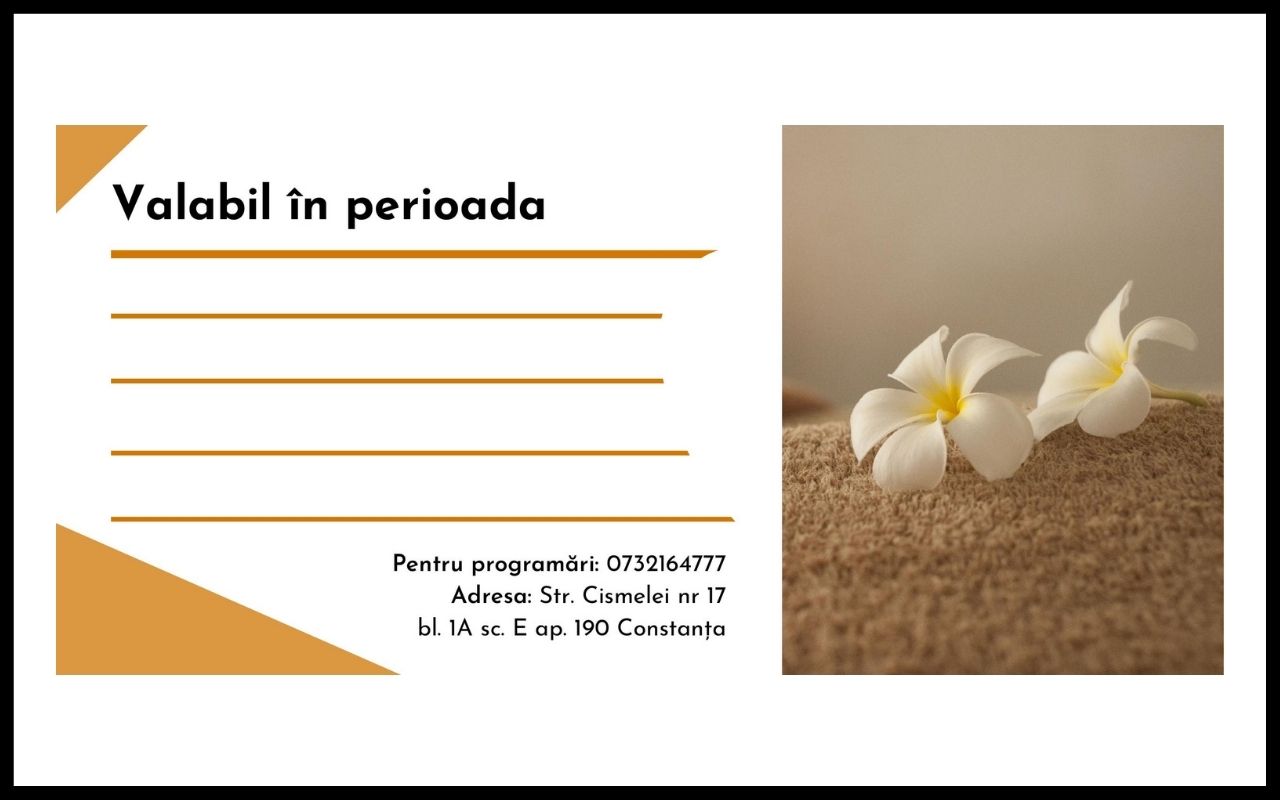 Valabil în perioada
Pentru programări: 0732164777
Adresa: Str. Cismelei nr 17
bl. 1A sc. E ap. 190 Constanța